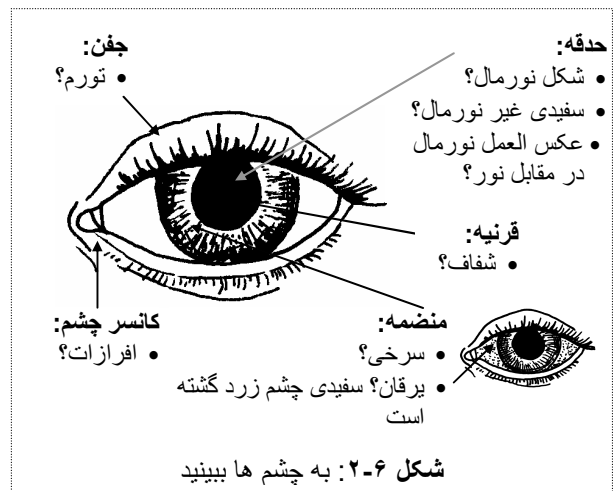 حدقه:
• شکل نورمال؟
• سفیدی غیر نورمال؟
• عکس العمل نورمال
در مقابل نور؟
جفن:
• تورم؟
قرنیه:
• شفاف؟
منضمه:
• سرخی؟
• یرقان؟ سفیدی چشم زرد گشته
است
کانسر چشم:
• افرازات؟
شکل ۶-۲: به چشم ها ببینید